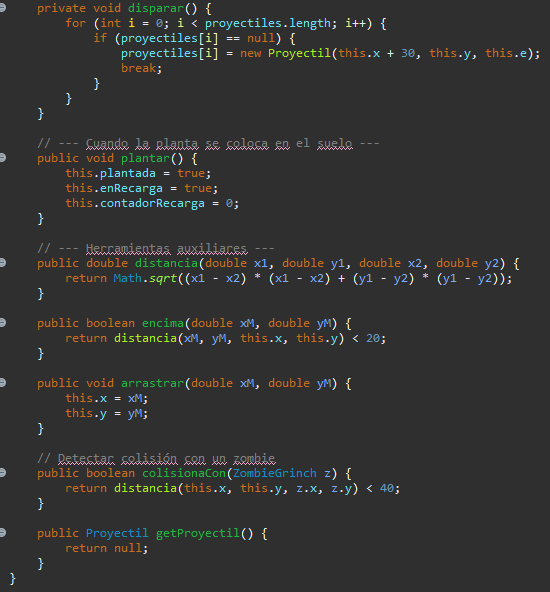 private void disparar() {
for (int i = 0; i < proyectiles.length; i++) {
if (proyectiles[i] == null) {
proyectiles[i] = new Proyectil(this.x + 30, this.y, this.e);
break;
}
}
}
// --- Cuando la planta se coloca en el suelo ---
public void plantar() {
this.plantada = true;
this.enRecarga = true;
this.contadorRecarga = 0;
}
// --- Herramientas auxiliares ---
public double distancia(double x1, double y1, double x2, double y2) {
return Math.sqrt((x1 - x2) * (x1 - x2) + (y1 - y2) * (y1 - y2));
}
public boolean encima(double xM, double yM) {
return distancia(xM, yM, this.x, this.y) < 20;
}
public void arrastrar(double xM, double yM) {
this.x = xM;
this.y = yM;
}
// Detectar colisión con un zombie
public boolean colisionaCon(ZombieGrinch z) {
return distancia(this.x, this.y, z.x, z.y) < 40;
}
public Proyectil getProyectil() {
return null;
}
}